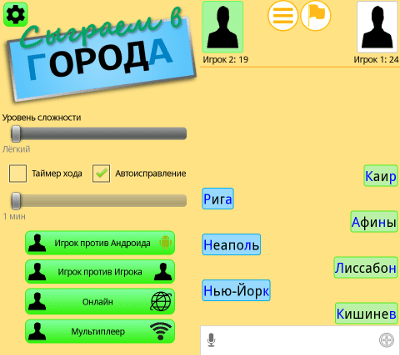 Сыграем в
ГОРОДА
Уровень сложности
Лёгкий
Таймер хода
Автоисправление
1 мин
Игрок против Андроида
Игрок против Игрока
Онлайн
Мультиплеер
Игрок 2: 19
Игрок 1: 24
Каир
Рига
Афины
Неаполь
Лиссабон
Нью-Йорк
Кишинев